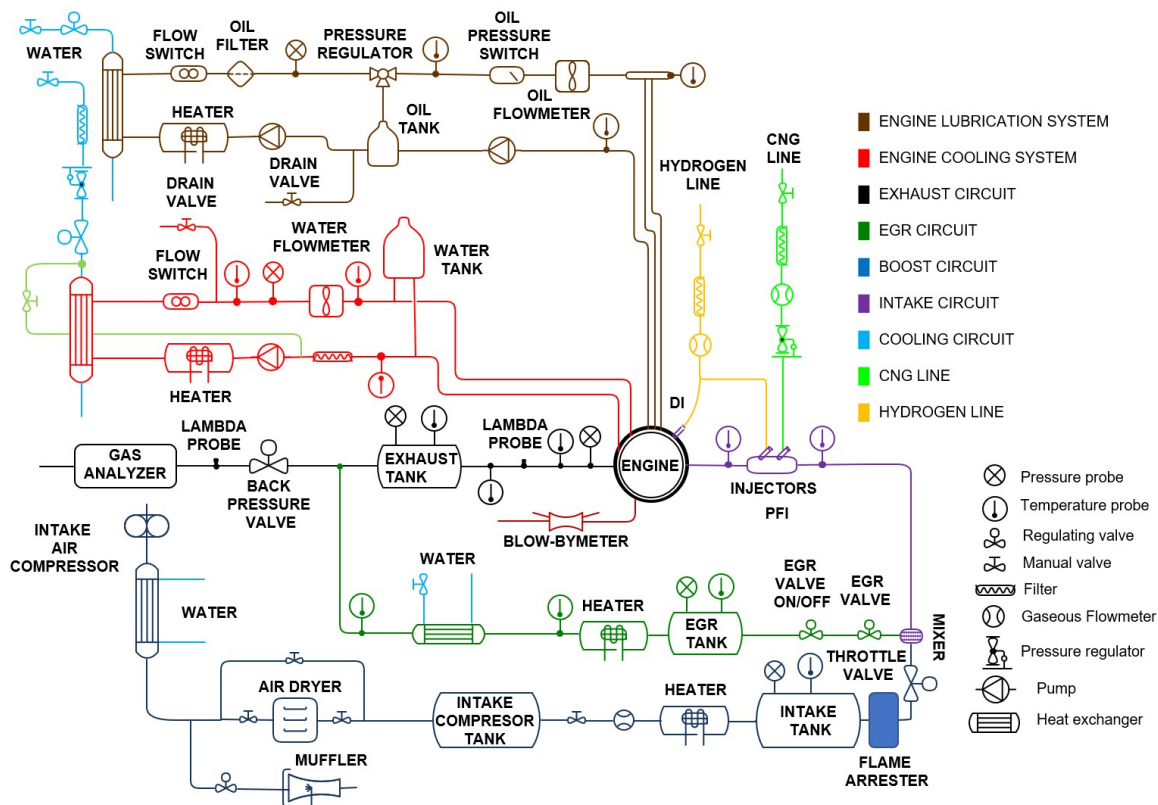 WATER
FLOW
SWITCH
OIL
FILTER
PRESSURE
REGULATOR
OIL
PRESSURE
SWITCH
OIL
FLOWMETER
HEATER
OIL
TANK
DRAIN
VALVE
DRAIN
VALVE
HYDROGEN
LINE
CNG
LINE
WATER
FLOWMETER
FLOW
SWITCH
WATER
TANK
HEATER
DI
LAMBDA
PROBE
GAS
ANALYZER
BACK
PRESSURE
VALVE
EXHAUST
TANK
LAMBDA
PROBE
ENGINE
INJECTORS
PFI
BLOW-BYMETER
INTAKE
AIR
COMPRESSOR
WATER
WATER
HEATER
EGR
TANK
EGR
VALVE
ON/OFF
EGR
VALVE
MIXER
THROTTLE
VALVE
AIR DRYER
INTAKE
COMPRESOR
TANK
HEATER
INTAKE
TANK
FLAME
ARRESTER
MUFFLER
ENGINE LUBRICATION SYSTEM
ENGINE COOLING SYSTEM
EXHAUST CIRCUIT
EGR CIRCUIT
BOOST CIRCUIT
INTAKE CIRCUIT
COOLING CIRCUIT
CNG LINE
HYDROGEN LINE
Pressure probe
Temperature probe
Regulating valve
Manual valve
Filter
Gaseous Flowmeter
Pressure regulator
Pump
Heat exchanger